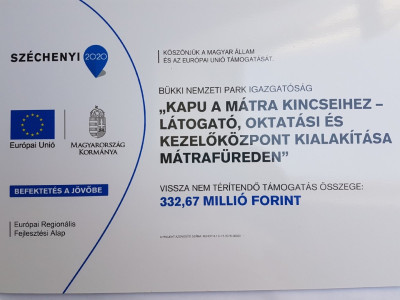 SZÉCHENYI 2020
KÖSZÖNJÜK A MAGYAR ÁLLAM
ÉS AZ EURÓPAI UNIÓ TÁMOGATÁSÁT.
BÜKKI NEMZETI PARK IGAZGATÓSÁG
„KAPU A MÁTRA KINCSEIHEZ –
LÁTOGATÓ, OKTATÁSI ÉS
KEZELŐKÖZPONT KIALAKÍTÁSA
MÁTRAFÜREDEN”
VISSZA NEM TÉRÍTENDŐ TÁMOGATÁS ÖSSZEGE:
332,67 MILLIÓ FORINT
Európai Unió
MAGYARORSZÁG
KORMÁNYA
BEFEKTETÉS A JÖVŐBE
Európai Regionális
Fejlesztési Alap